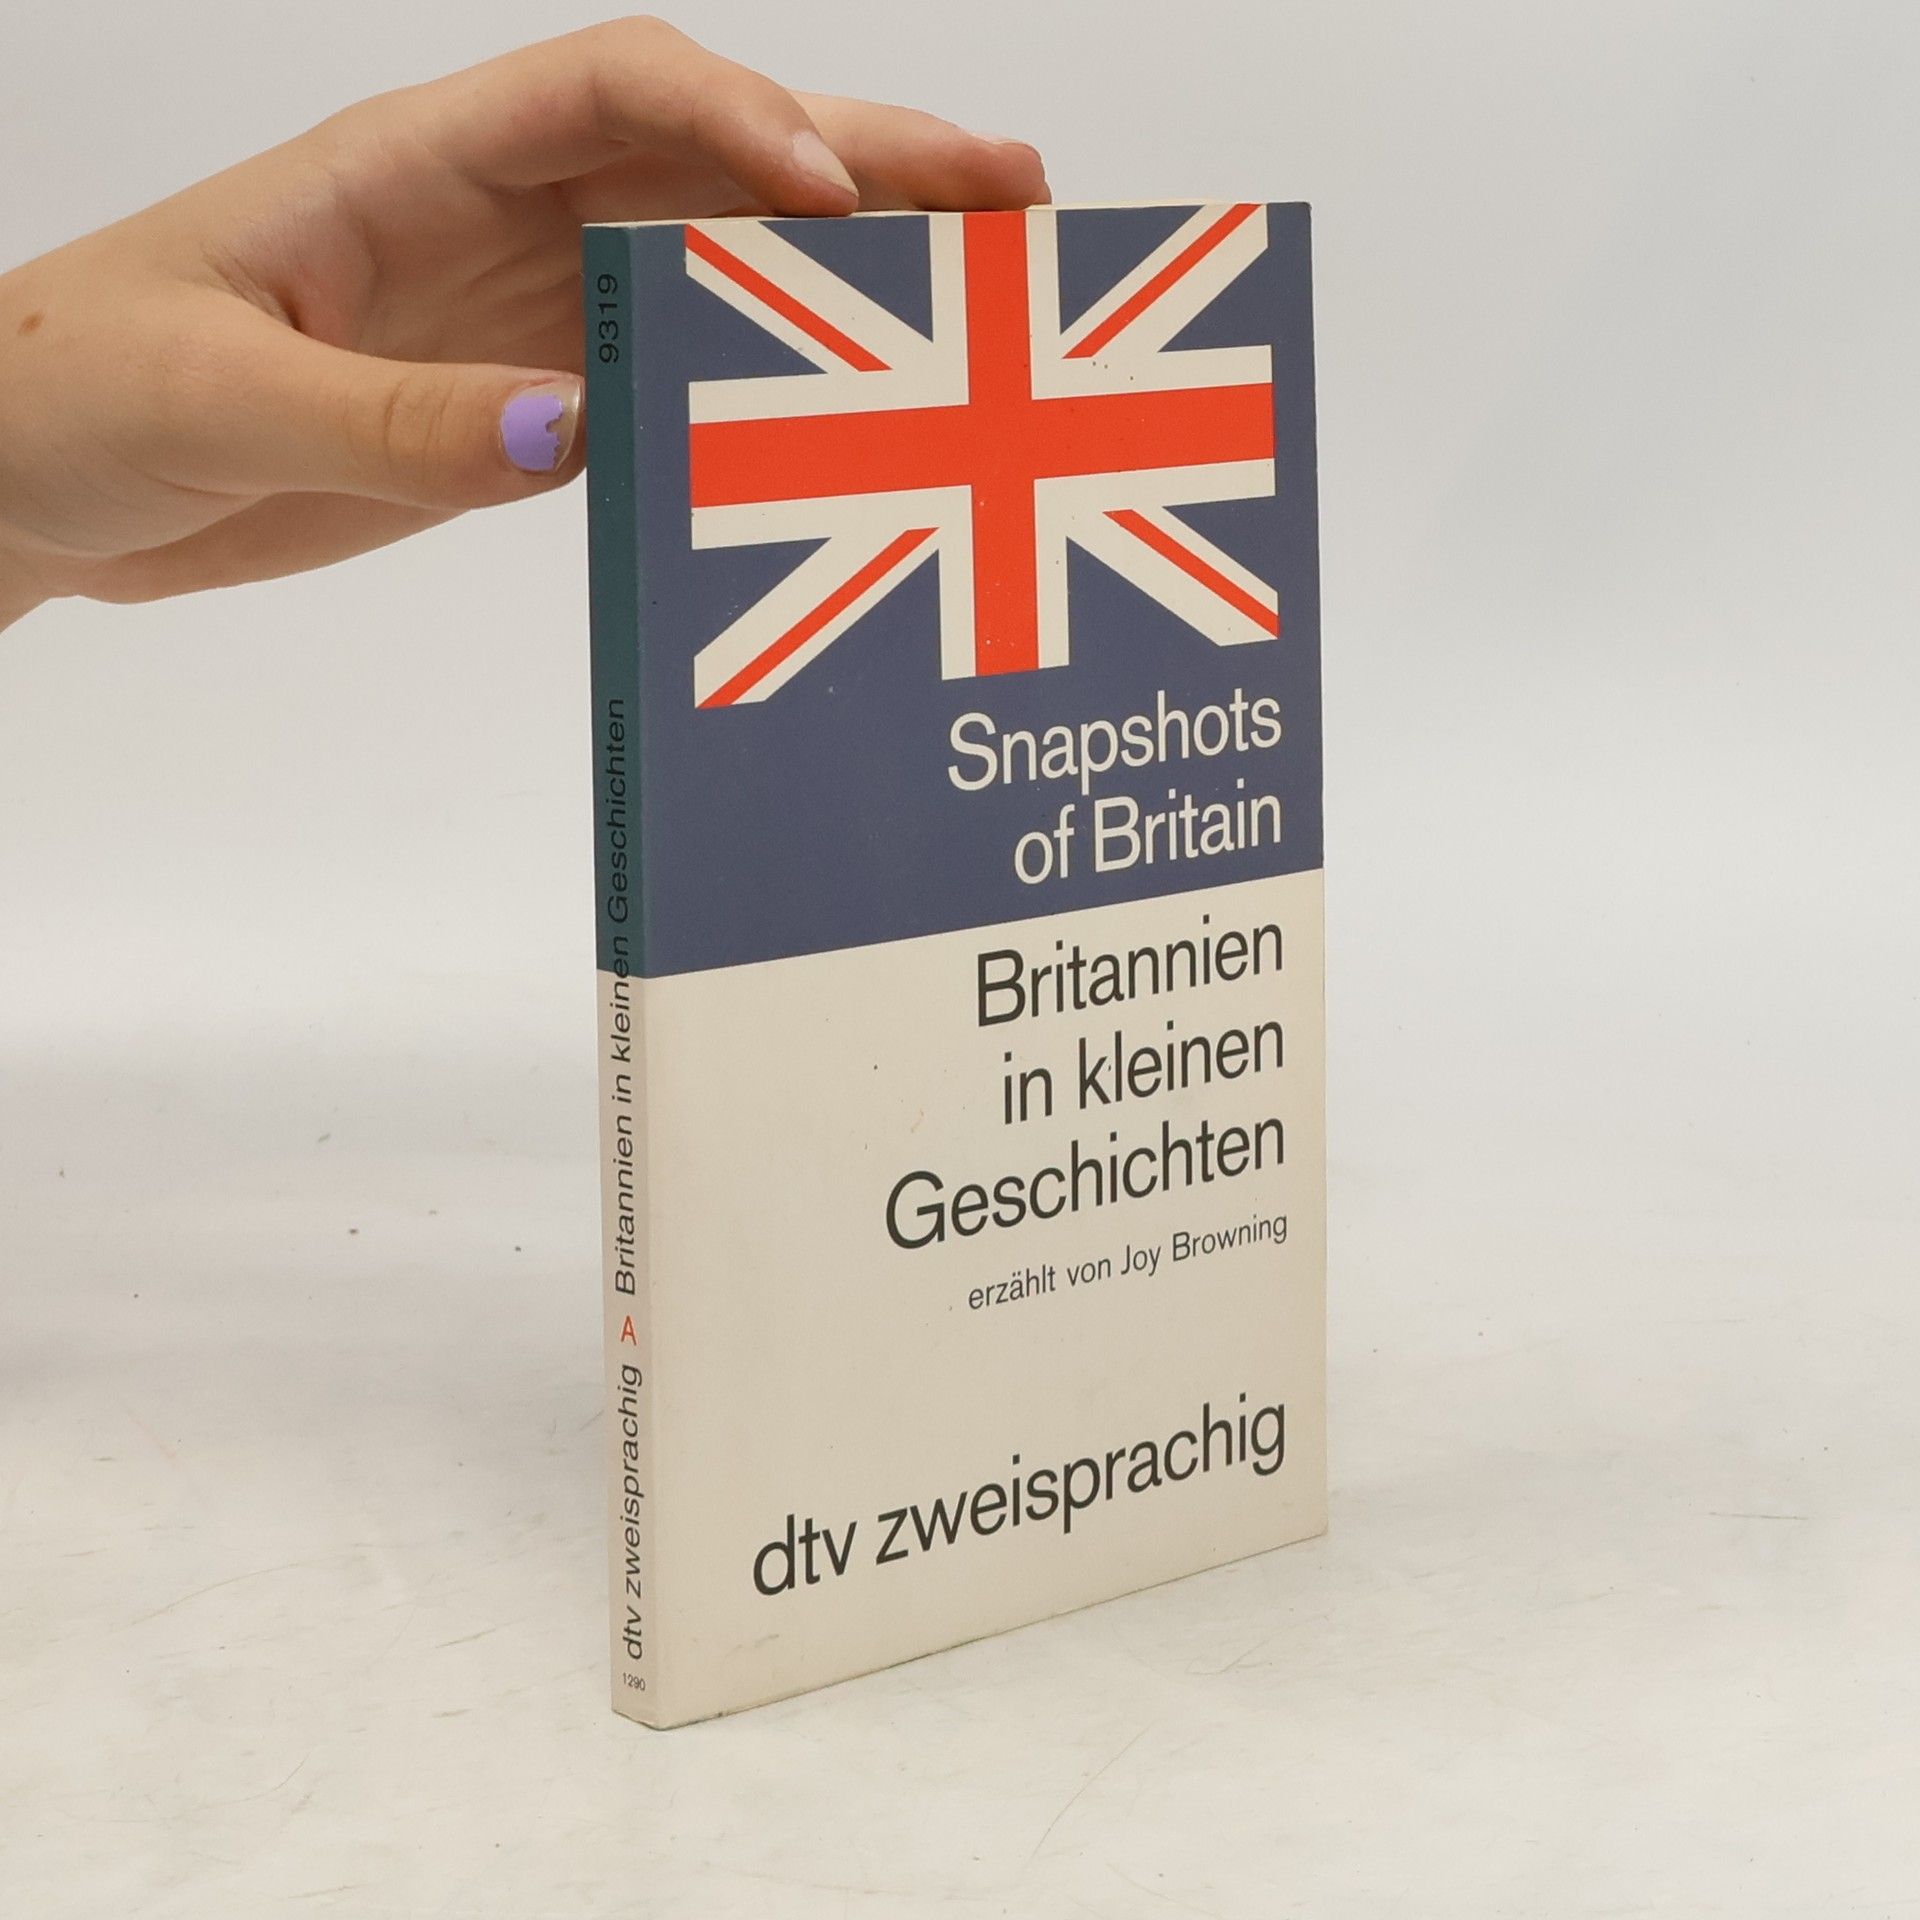 Snapshots
of Britain
Britannien
in kleinen
Geschichten
erzählt von Joy Browning
dtv zweisprachig
1290 dtv zweisprachig A Britannien in kleinen Geschichten 9319